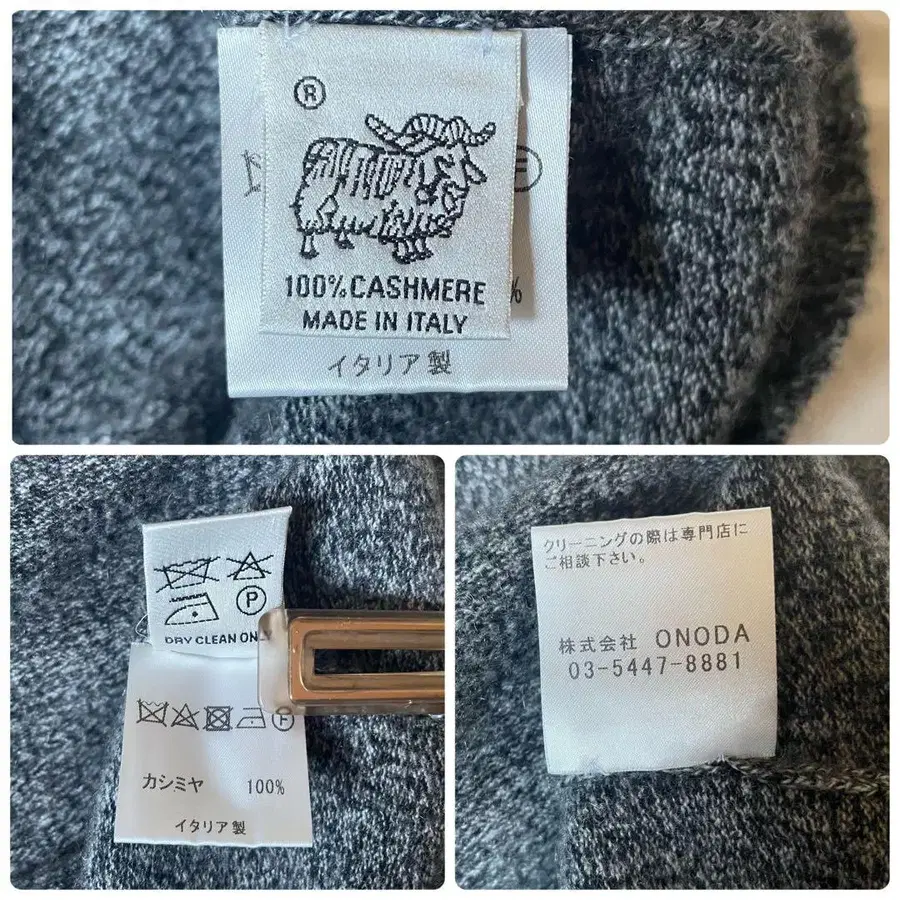 ®
F
100% CASHMERE
%
MADE IN ITALY
イタリア製
P
DRY CLEAN ON
F
カシミヤ 100%
イタリア製
クリーニングの際は専門店に
ご相談下さい。
株式会社 ONODA
03-5447-8881